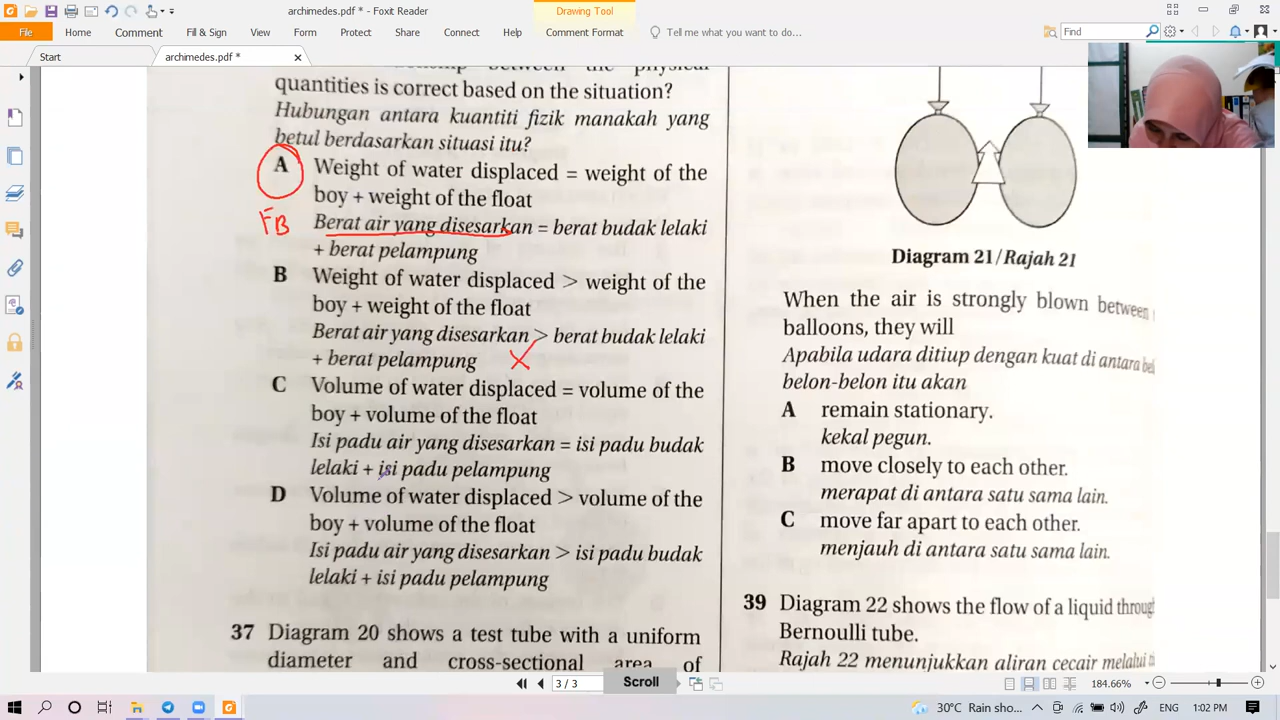 archimedes.pdf * - Foxit Reader
Drawing Tool
File
Home
Comment
Fill & Sign
View
Form
Protect
Share
Connect
Help
Comment Format
Tell me what you want to do...
Find
Start
archimedes.pdf *
quantities is correct based on the situation?
Hubungan antara kuantiti fizik manakah yang
betul berdasarkan situasi itu?
A Weight of water displaced = weight of the
boy + weight of the float
FB
Berat air yang disesarkan = berat budak lelaki
+ berat pelampung
B Weight of water displaced > weight of the
boy + weight of the float
Berat air yang disesarkan > berat budak lelaki
+ berat pelampung
C Volume of water displaced = volume of the
boy + volume of the float
Isi padu air yang disesarkan = isi padu budak
lelaki + isi padu pelampung
D Volume of water displaced > volume of the
boy + volume of the float
Isi padu air yang disesarkan > isi padu budak
lelaki + isi padu pelampung
37 Diagram 20 shows a test tube with a uniform
diameter and cross-sectional area of
Diagram 21/Rajah 21
When the air is strongly blown between
balloons, they will
Apabila udara ditiup dengan kuat di antara
belon-belon itu akan
A remain stationary.
kekal pegun.
B move closely to each other.
merapat di antara satu sama lain.
C move far apart to each other.
menjauh di antara satu sama lain.
39 Diagram 22 shows the flow of a liquid through
Bernoulli tube.
Rajah 22 menunjukkan aliran cecair melalui
3 / 3
Scroll
184.66%
30°C Rain sho...
ENG
1:02 PM